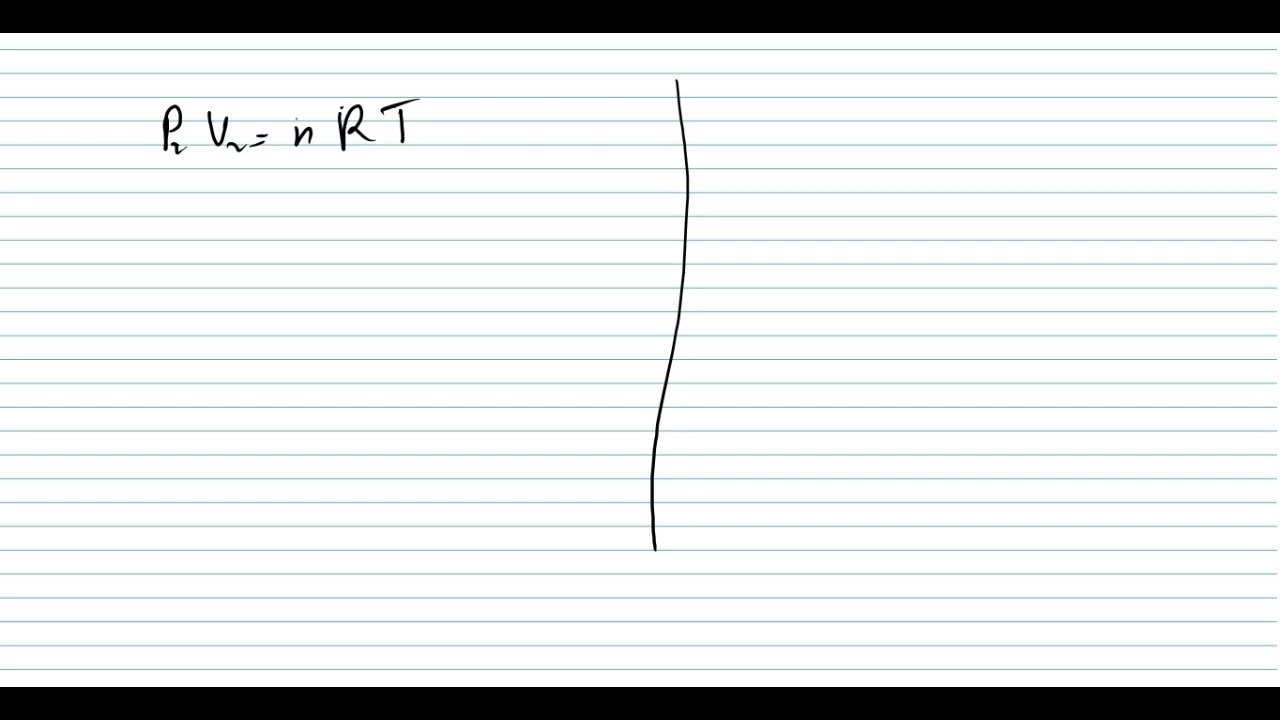 P₂ V₂ = n R T